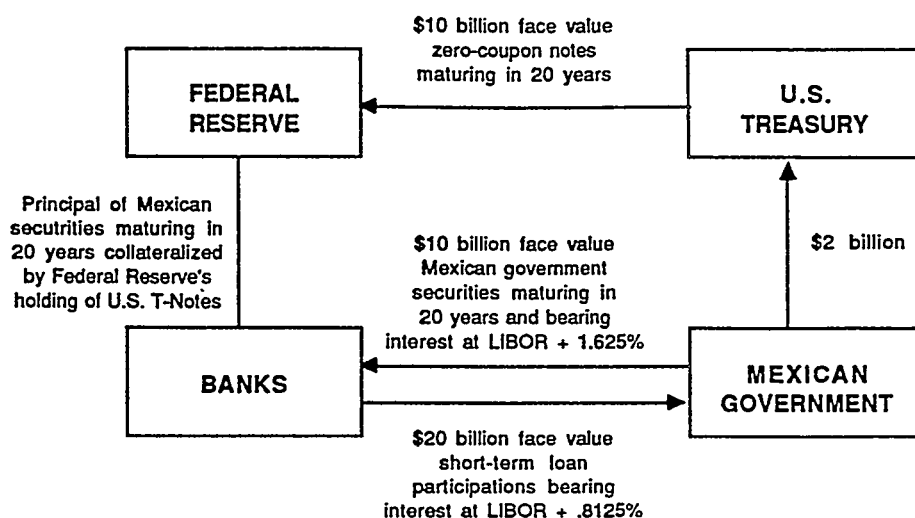 $10 billion face value
zero-coupon notes
maturing in 20 years
FEDERAL
RESERVE
U.S.
TREASURY
Principal of Mexican
secutrities maturing in
20 years collateralized
by Federal Reserve's
holding of U.S. T-Notes
$10 billion face value
Mexican government
securities maturing in
20 years and bearing
interest at LIBOR + 1.625%
$2 billion
BANKS
MEXICAN
GOVERNMENT
$20 billion face value
short-term loan
participations bearing
interest at LIBOR + .8125%